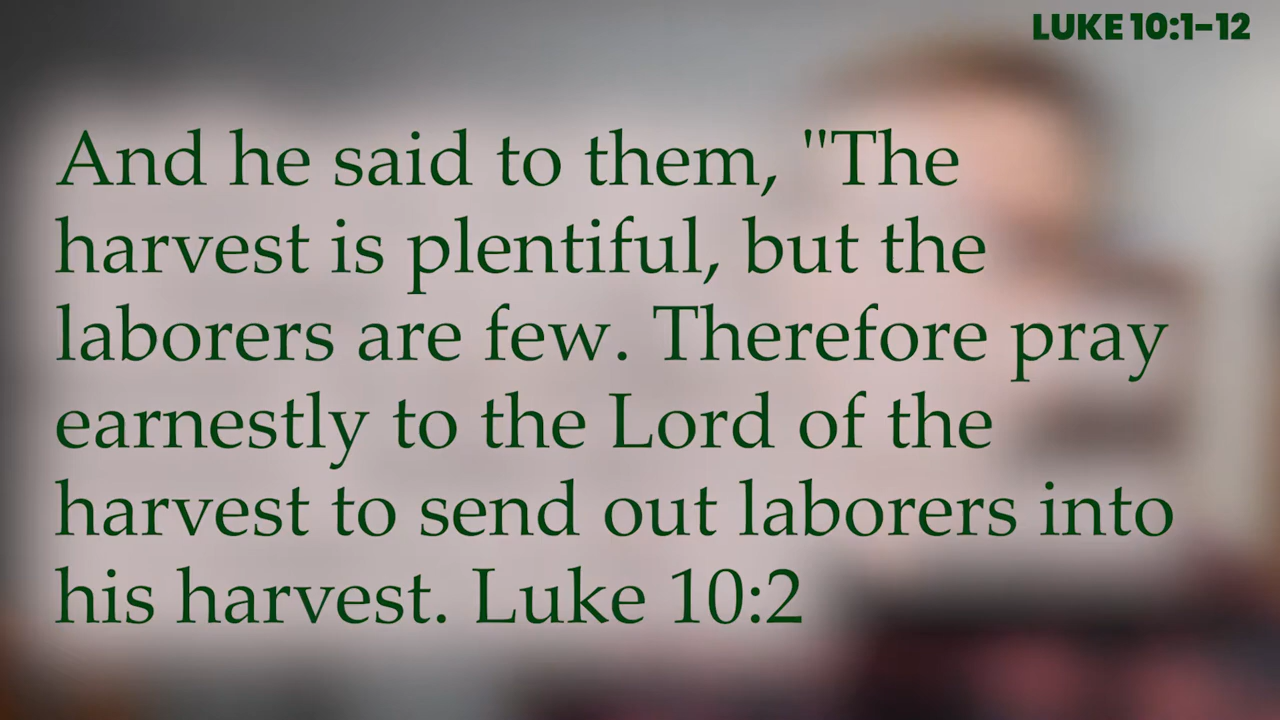 LUKE 10:1-12
And he said to them, "The
harvest is plentiful, but the
laborers are few. Therefore pray
earnestly to the Lord of the
harvest to send out laborers into
his harvest. Luke 10:2